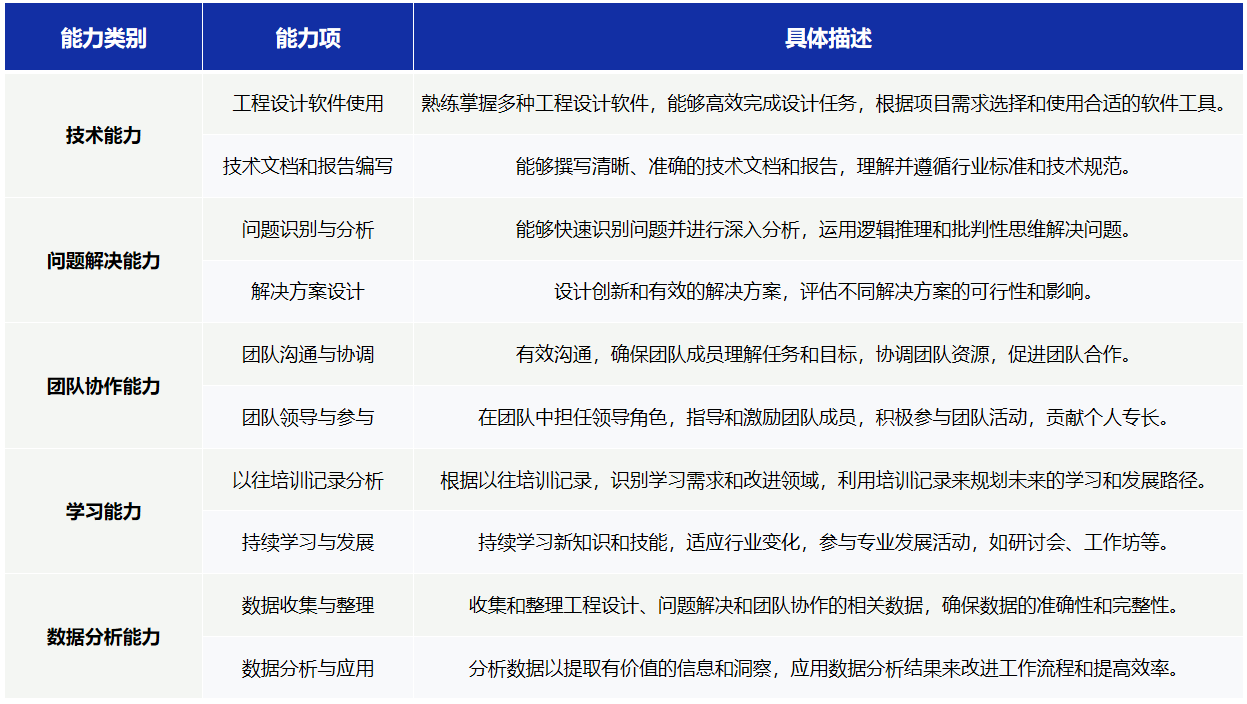 能力类别 能力项 具体描述
技术能力
工程设计软件使用 熟练掌握多种工程设计软件，能够高效完成设计任务，根据项目需求选择和使用合适的软件工具。
技术文档和报告编写 能够撰写清晰、准确的技术文档和报告，理解并遵循行业标准和技术规范。
问题解决能力
问题识别与分析 能够快速识别问题并进行深入分析，运用逻辑推理和批判性思维解决问题。
解决方案设计 设计创新和有效的解决方案，评估不同解决方案的可行性和影响。
团队协作能力
团队沟通与协调 有效沟通，确保团队成员理解任务和目标，协调团队资源，促进团队合作。
团队领导与参与 在团队中担任领导角色，指导和激励团队成员，积极参与团队活动，贡献个人专长。
学习能力
以往培训记录分析 根据以往培训记录，识别学习需求和改进领域，利用培训记录来规划未来的学习和发展路径。
持续学习与发展 持续学习新知识和技能，适应行业变化，参与专业发展活动，如研讨会、工作坊等。
数据分析能力
数据收集与整理 收集和整理工程设计、问题解决和团队协作的相关数据，确保数据的准确性和完整性。
数据分析与应用 分析数据以提取有价值的信息和洞察，应用数据分析结果来改进工作流程和提高效率。